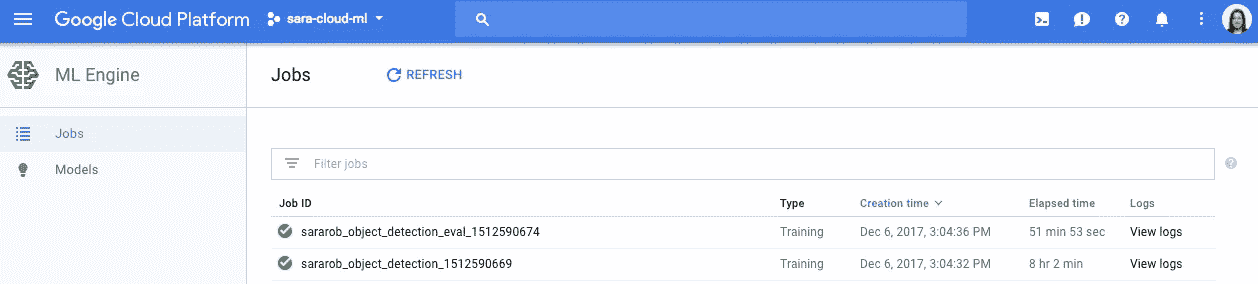 Google Cloud Platform sara-cloud-ml
ML Engine
Jobs REFRESH
Jobs
Models
Filter jobs
Job ID Type Creation time Elapsed time Logs
sararob_object_detection_eval_1512590674 Training Dec 6, 2017, 3:04:36 PM 51 min 53 sec View logs
sararob_object_detection_1512590669 Training Dec 6, 2017, 3:04:32 PM 8 hr 2 min View logs